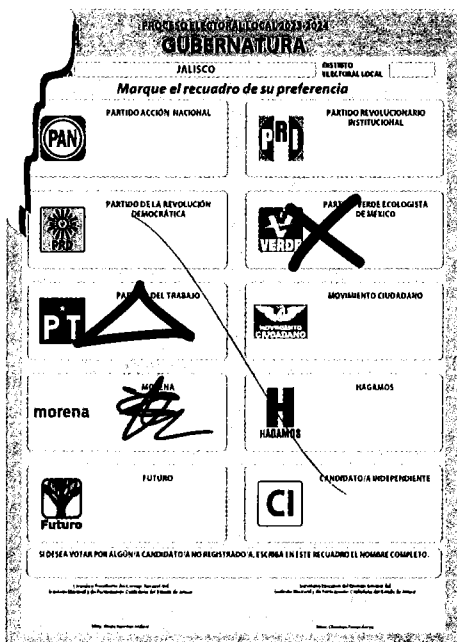 PROCESO ELECTORAL LOCAL 2023-2024
GUBERNATURA
JALISCO
DISTRITO
ELECTORAL LOCAL
Marque el recuadro de su preferencia
PAN
PARTIDO ACCIÓN NACIONAL
PRI
PARTIDO REVOLUCIONARIO
INSTITUCIONAL
PRD
PARTIDO DE LA REVOLUCIÓN
DEMOCRÁTICA
VERDE
PARTIDO VERDE ECOLOGISTA
DE MÉXICO
PT
PARTIDO DEL TRABAJO
MOVIMIENTO
CIUDADANO
MOVIMIENTO CIUDADANO
morena
MORENA
H
HAGAMOS
HAGAMOS
Futuro
FUTURO
CI
CANDIDATO/A INDEPENDIENTE
SI DESEA VOTAR POR ALGÚN/A CANDIDATO/A NO REGISTRADO/A, ESCRIBA EN ESTE RECUADRO EL NOMBRE COMPLETO.